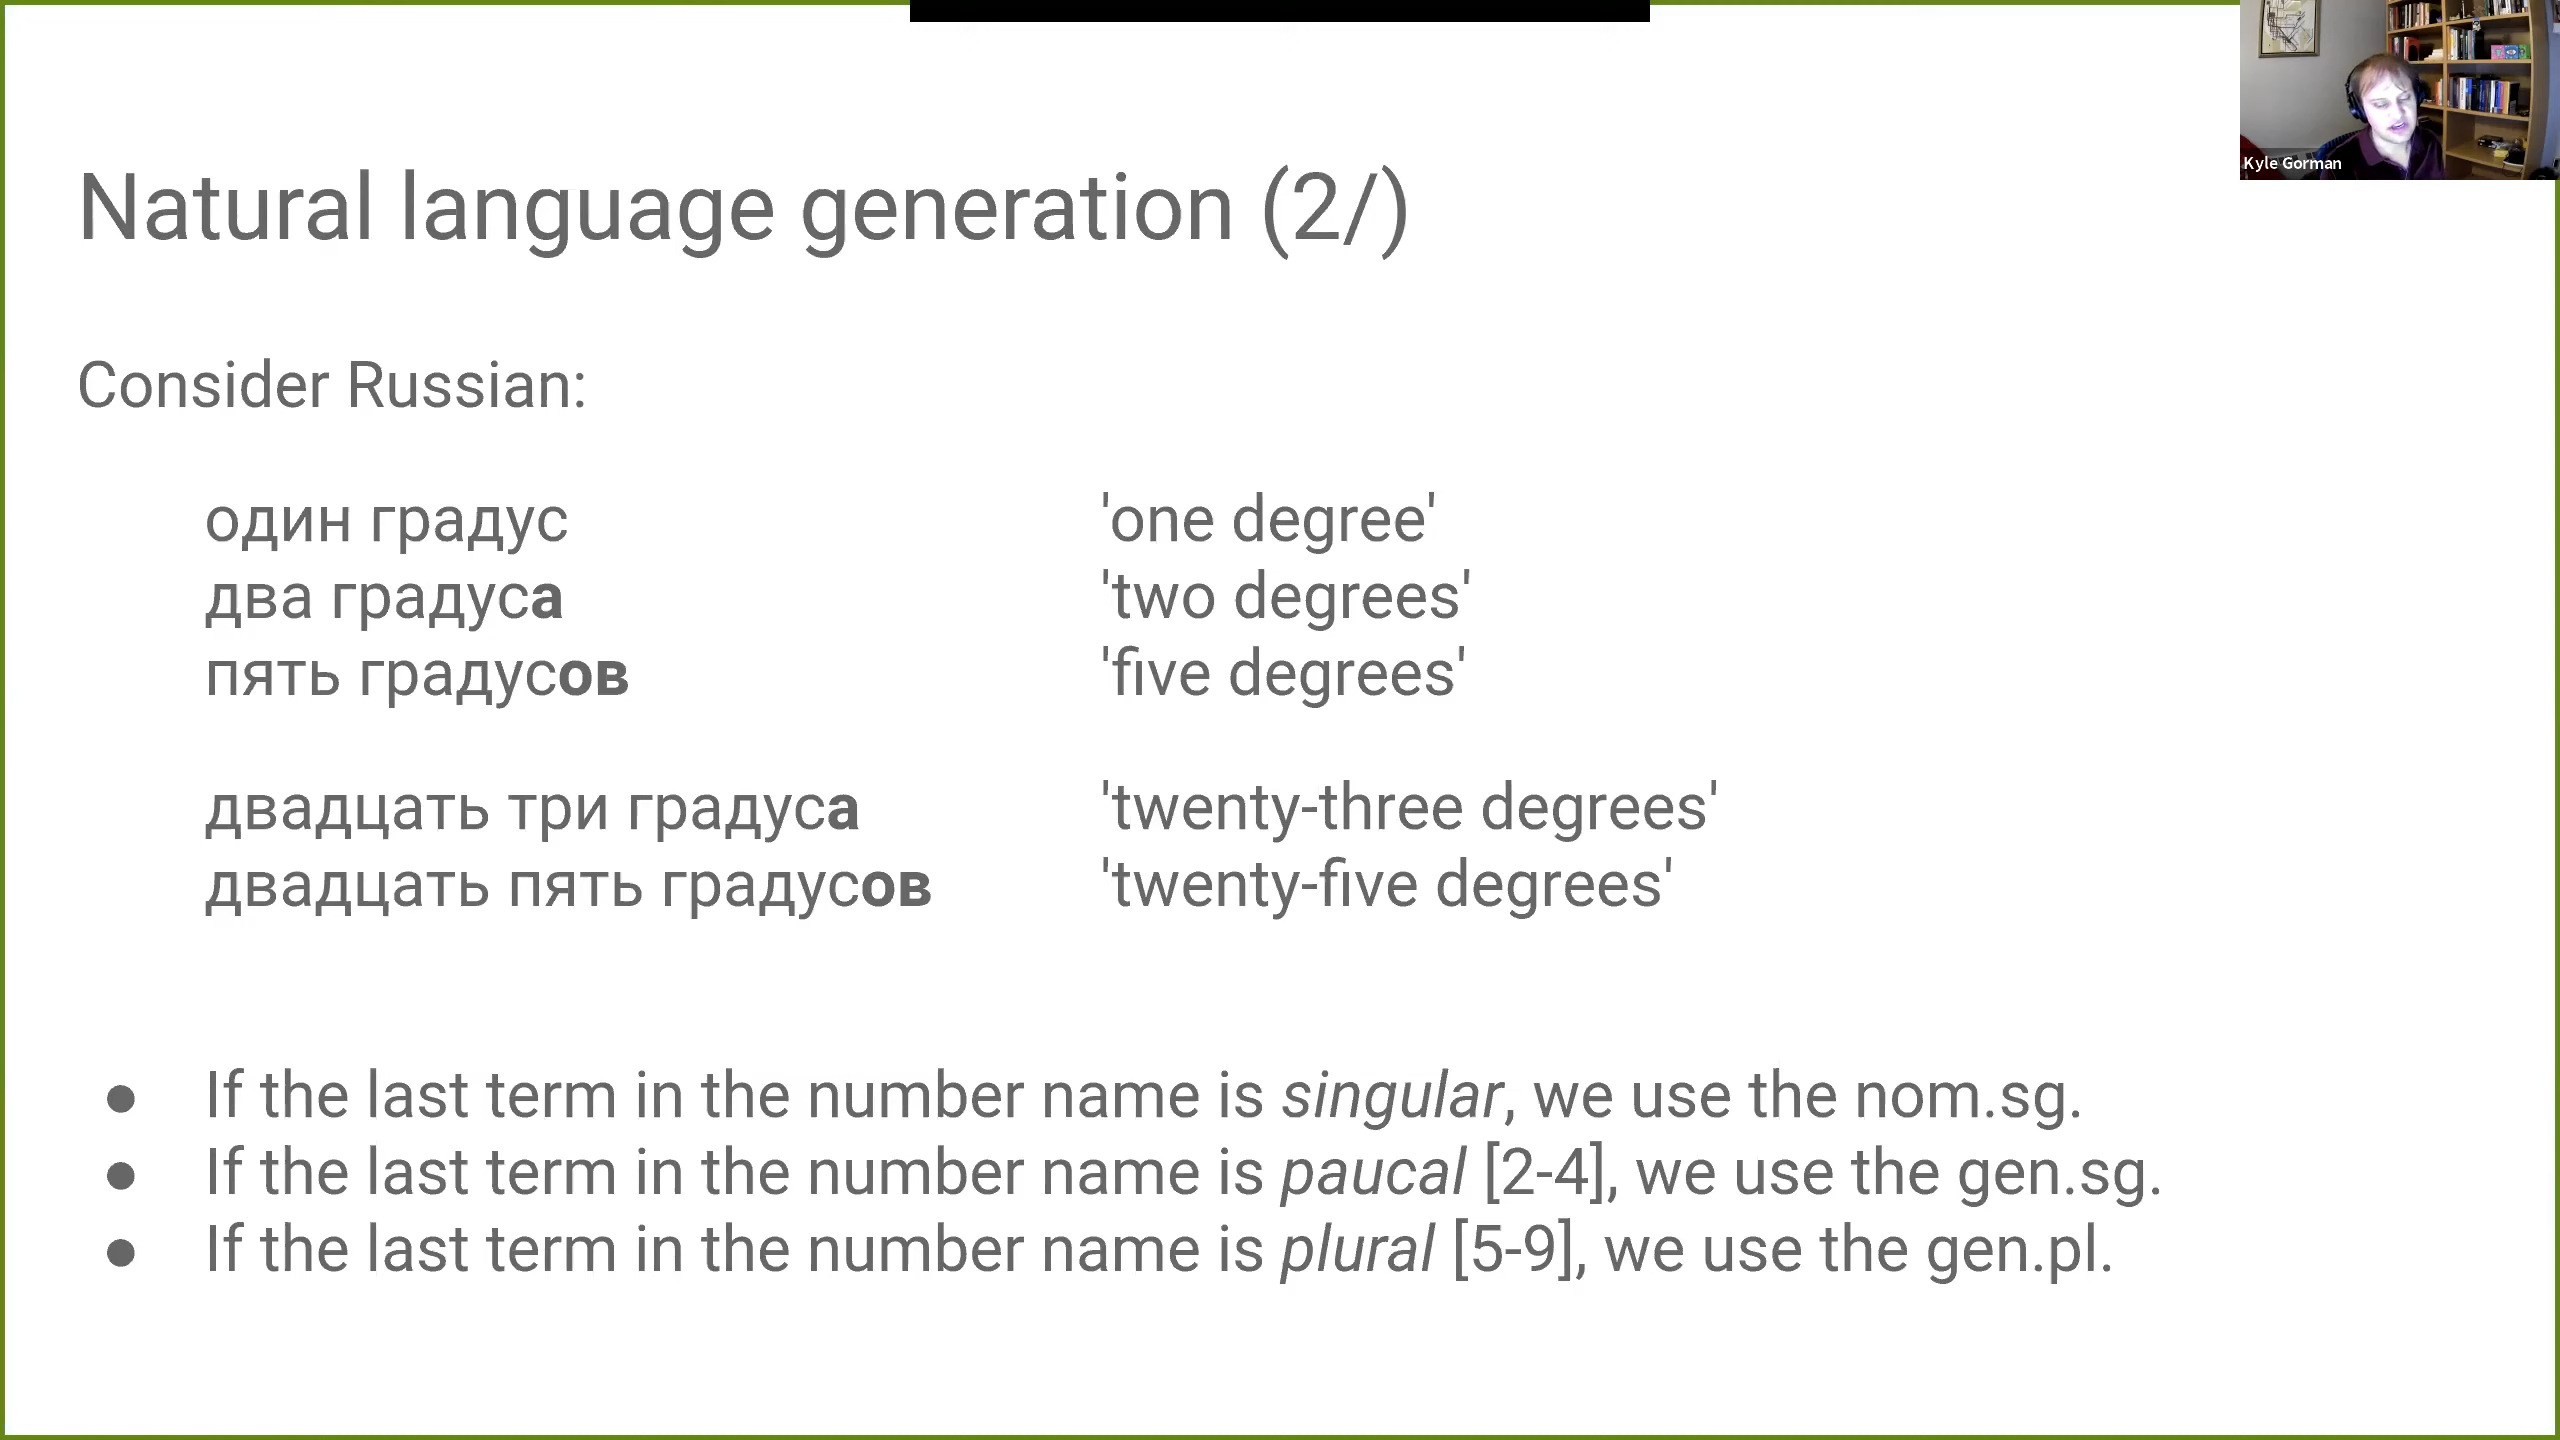 Natural language generation (2/)
Kyle Gorman
Consider Russian:
один градус 'one degree'
два градуса 'two degrees'
пять градусов 'five degrees'
двадцать три градуса 'twenty-three degrees'
двадцать пять градусов 'twenty-five degrees'
● If the last term in the number name is singular, we use the nom.sg.
● If the last term in the number name is paucal [2-4], we use the gen.sg.
● If the last term in the number name is plural [5-9], we use the gen.pl.